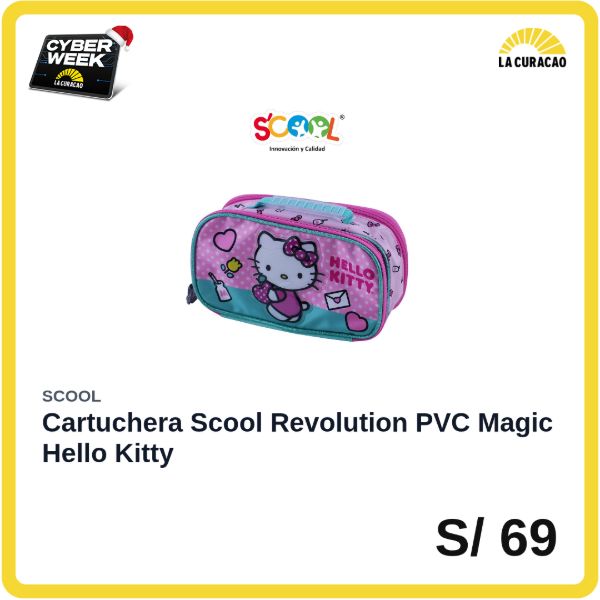 CYBER
WEEK
LA CURACAO
LA CURACAO
S'COOL®
Innovación y Calidad
HELLO
KITTY
SCOOL
Cartuchera Scool Revolution PVC Magic
Hello Kitty
S/ 69